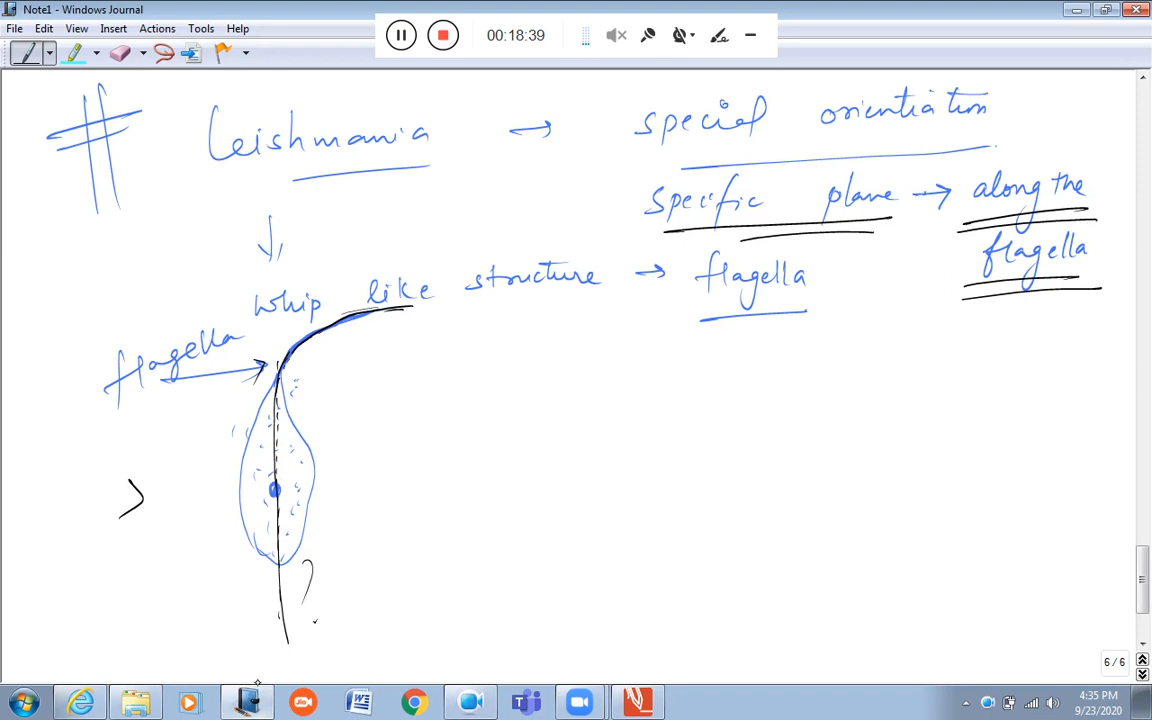 Note1 - Windows Journal
File Edit View Insert Actions Tools Help
00:18:39
Leishmania ↔ special orientiation
specific plane → along the
flagella
whip like structure → flagella
flagella
?
6 / 6
4:35 PM
9/23/2020